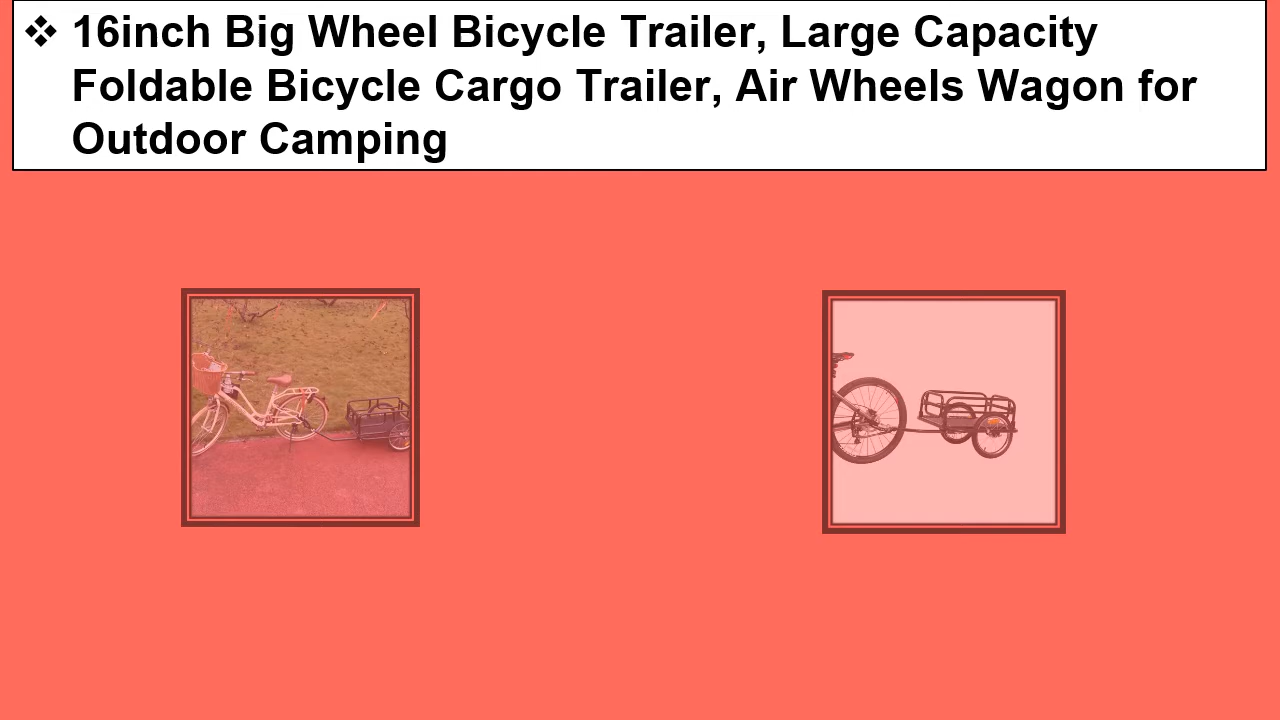 ❖ 16inch Big Wheel Bicycle Trailer, Large Capacity
Foldable Bicycle Cargo Trailer, Air Wheels Wagon for
Outdoor Camping